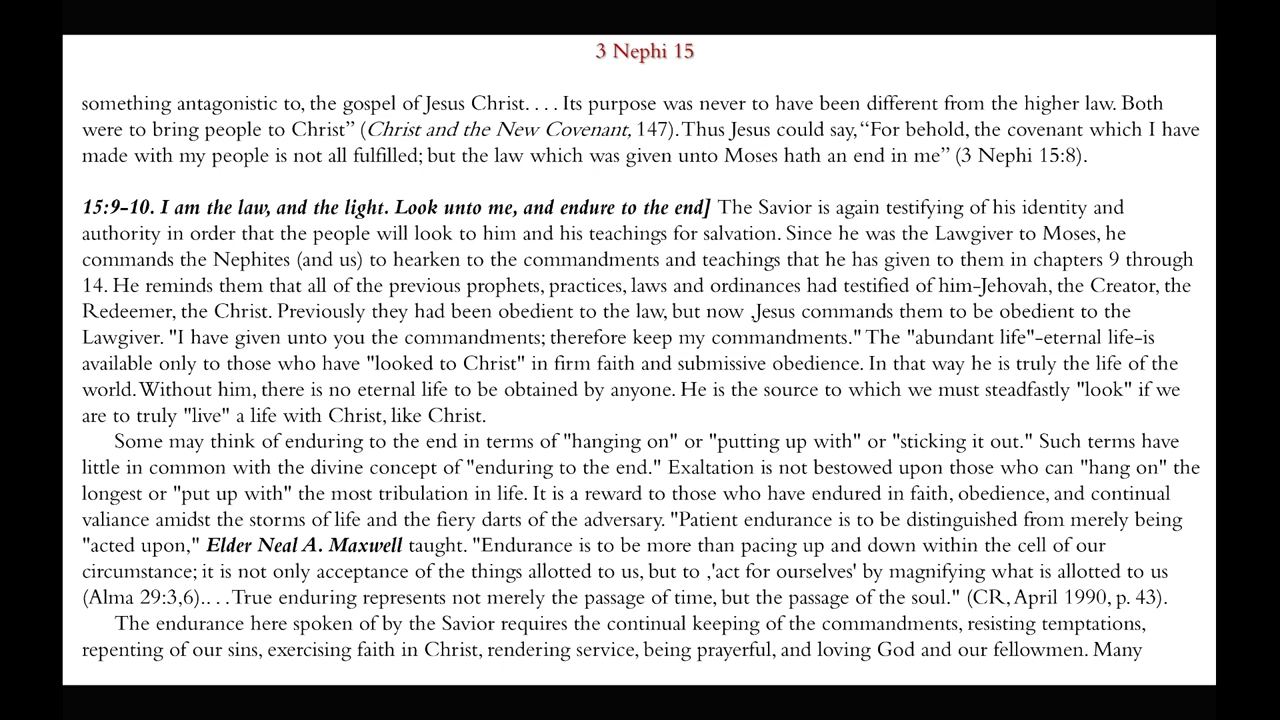 3 Nephi 15
something antagonistic to, the gospel of Jesus Christ. . . . Its purpose was never to have been different from the higher law. Both
were to bring people to Christ” (Christ and the New Covenant, 147). Thus Jesus could say, “For behold, the covenant which I have
made with my people is not all fulfilled; but the law which was given unto Moses hath an end in me” (3 Nephi 15:8).
15:9–10. I am the law, and the light. Look unto me, and endure to the end] The Savior is again testifying of his identity and
authority in order that the people will look to him and his teachings for salvation. Since he was the Lawgiver to Moses, he
commands the Nephites (and us) to hearken to the commandments and teachings that he has given to them in chapters 9 through
14. He reminds them that all of the previous prophets, practices, laws and ordinances had testified of him–Jehovah, the Creator, the
Redeemer, the Christ. Previously they had been obedient to the law, but now ,Jesus commands them to be obedient to the
Lawgiver. "I have given unto you the commandments; therefore keep my commandments." The "abundant life"–eternal life–is
available only to those who have "looked to Christ" in firm faith and submissive obedience. In that way he is truly the life of the
world. Without him, there is no eternal life to be obtained by anyone. He is the source to which we must steadfastly "look" if we
are to truly "live" a life with Christ, like Christ.
Some may think of enduring to the end in terms of "hanging on" or "putting up with" or "sticking it out." Such terms have
little in common with the divine concept of "enduring to the end." Exaltation is not bestowed upon those who can "hang on" the
longest or "put up with" the most tribulation in life. It is a reward to those who have endured in faith, obedience, and continual
valiance amidst the storms of life and the fiery darts of the adversary. "Patient endurance is to be distinguished from merely being
"acted upon," Elder Neal A. Maxwell taught. "Endurance is to be more than pacing up and down within the cell of our
circumstance; it is not only acceptance of the things allotted to us, but to ,'act for ourselves' by magnifying what is allotted to us
(Alma 29:3,6).. . . True enduring represents not merely the passage of time, but the passage of the soul." (CR, April 1990, p. 43).
The endurance here spoken of by the Savior requires the continual keeping of the commandments, resisting temptations,
repenting of our sins, exercising faith in Christ, rendering service, being prayerful, and loving God and our fellowmen. Many